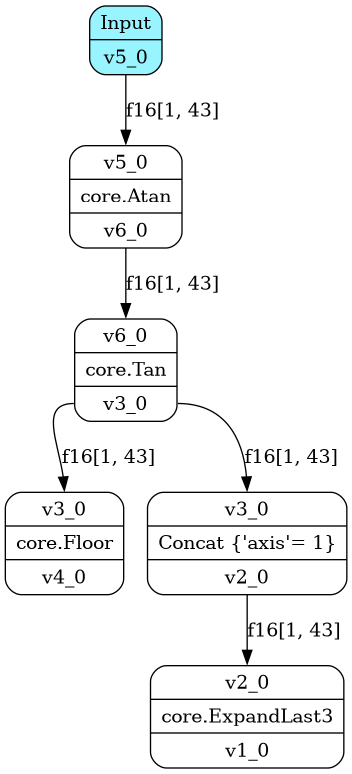 Input
v5_0
f16[1, 43]
v5_0
core.Atan
v6_0
f16[1, 43]
v6_0
core.Tan
v3_0
f16[1, 43]
f16[1, 43]
v3_0
core.Floor
v4_0
v3_0
Concat {'axis'= 1}
v2_0
f16[1, 43]
v2_0
core.ExpandLast3
v1_0